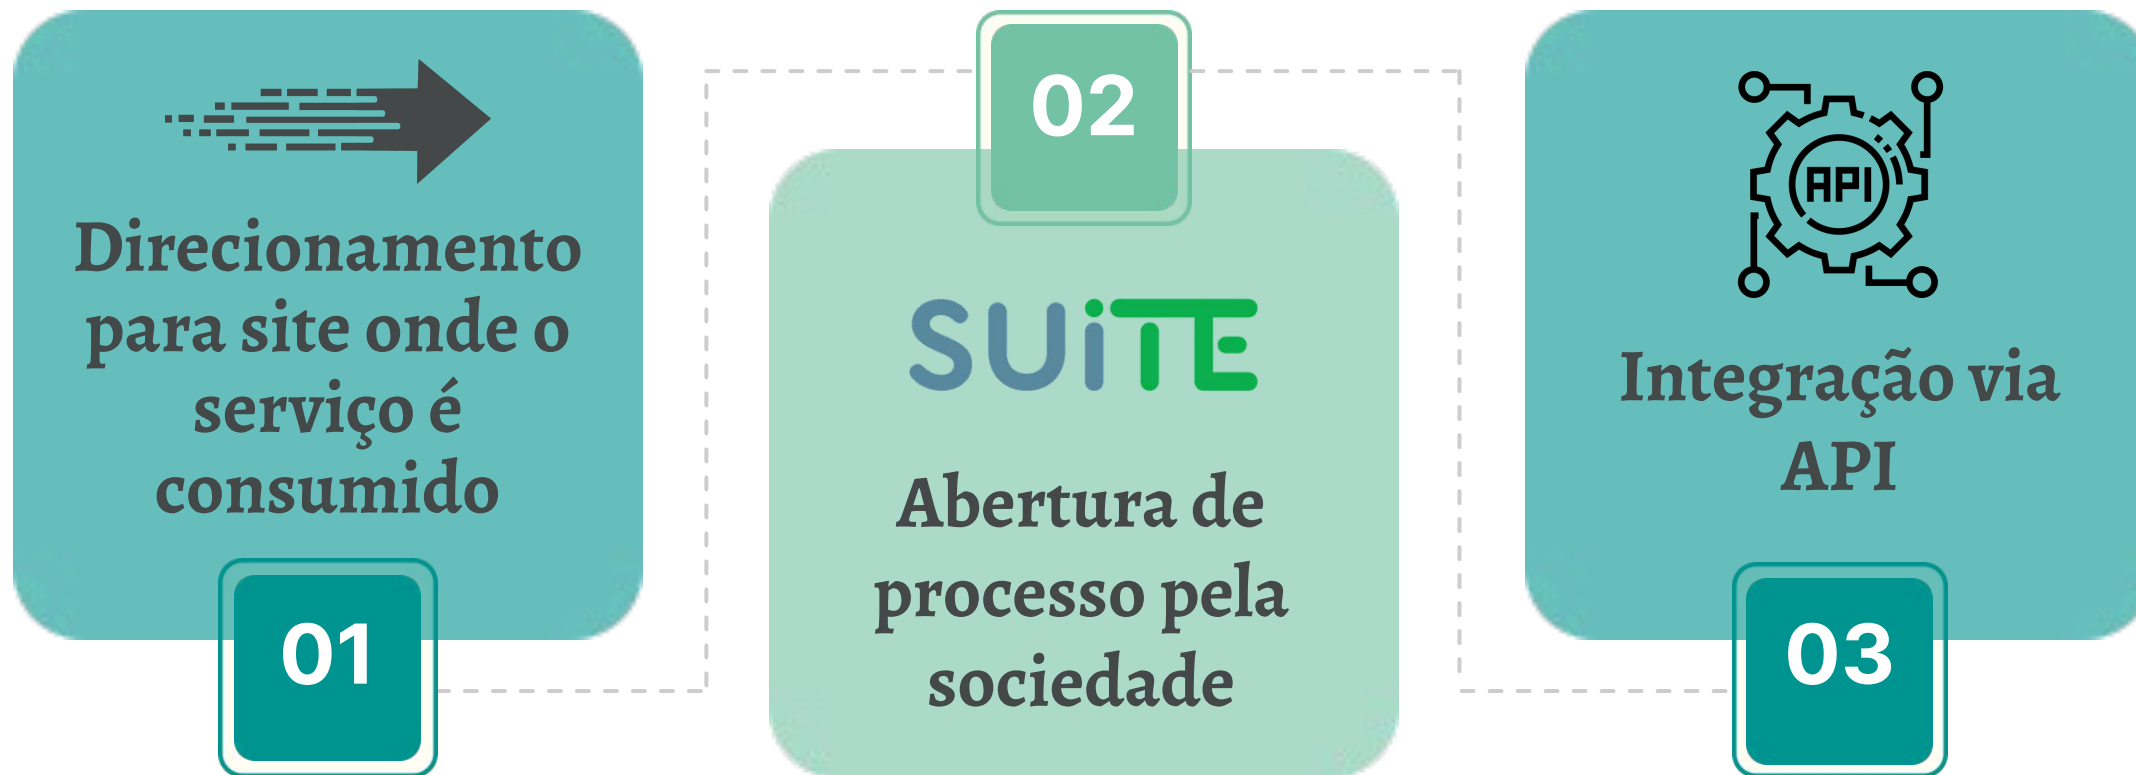 Direcionamento
para site onde o
serviço é
consumido
01
02
SUiTE
Abertura de
processo pela
sociedade
API
Integração via
API
03